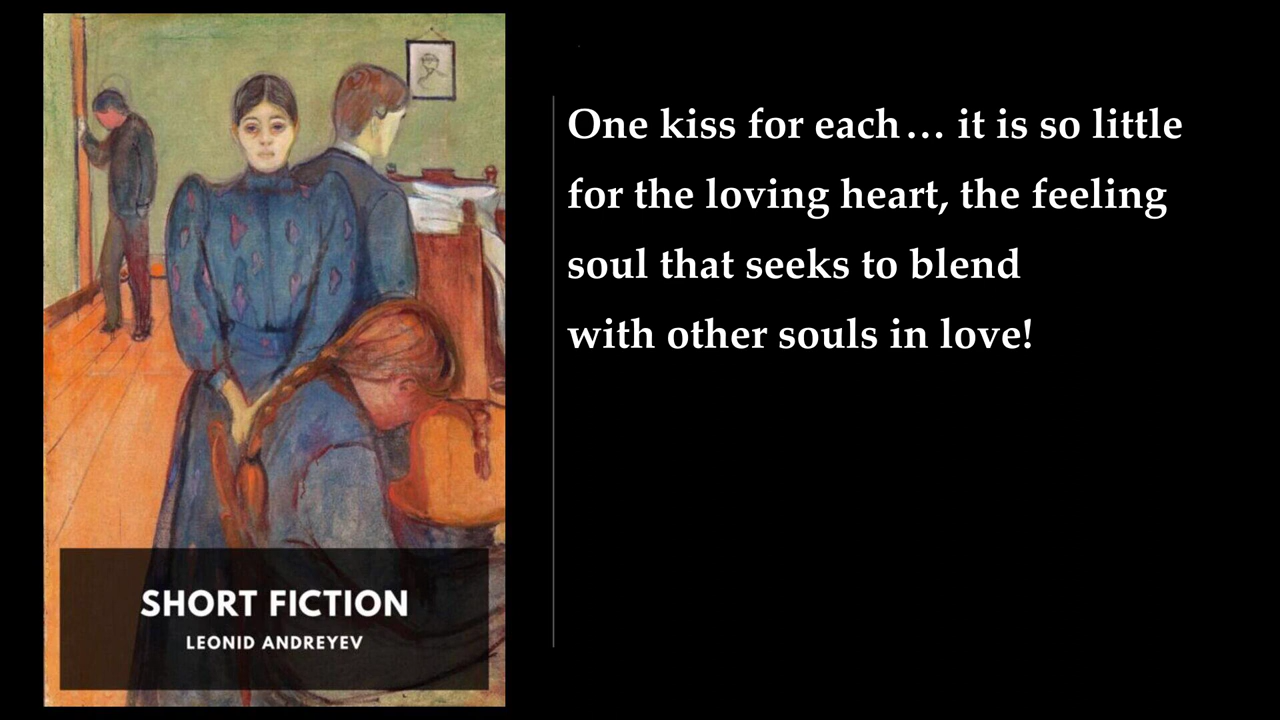 One kiss for each… it is so little
for the loving heart, the feeling
soul that seeks to blend
with other souls in love!
SHORT FICTION
LEONID ANDREYEV